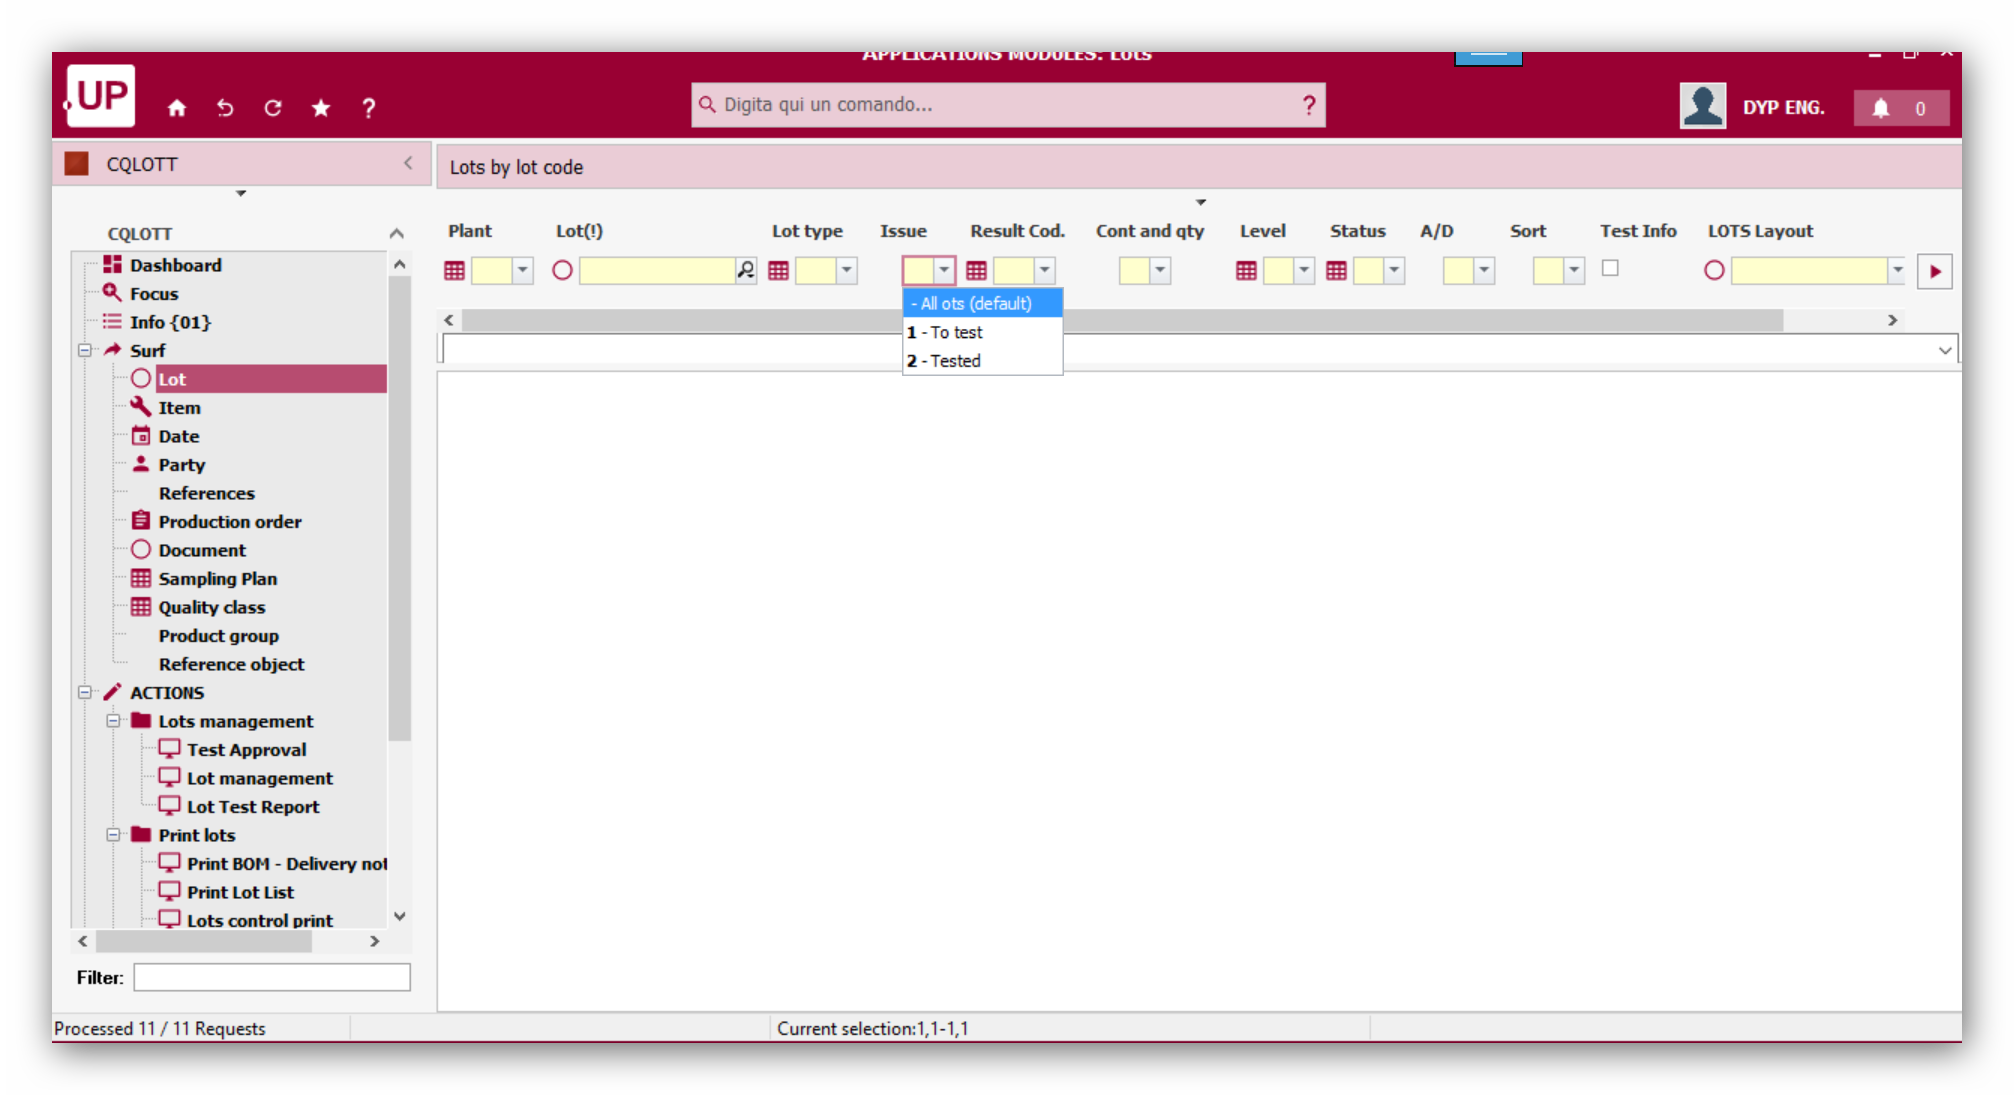 APPLICATIONS MODULES: Lots
UP
?
Digita qui un comando...
?
DYP ENG.
0
CQLOTT
Lots by lot code
CQLOTT
Dashboard
Focus
Info {01}
Surf
Lot
Item
Date
Party
References
Production order
Document
Sampling Plan
Quality class
Product group
Reference object
ACTIONS
Lots management
Test Approval
Lot management
Lot Test Report
Print lots
Print BOM - Delivery not
Print Lot List
Lots control print
Filter:
Plant Lot(!) Lot type Issue Result Cod. Cont and qty Level Status A/D Sort Test Info LOTS Layout
- All ots (default)
1 - To test
2 - Tested
Processed 11 / 11 Requests
Current selection:1,1-1,1